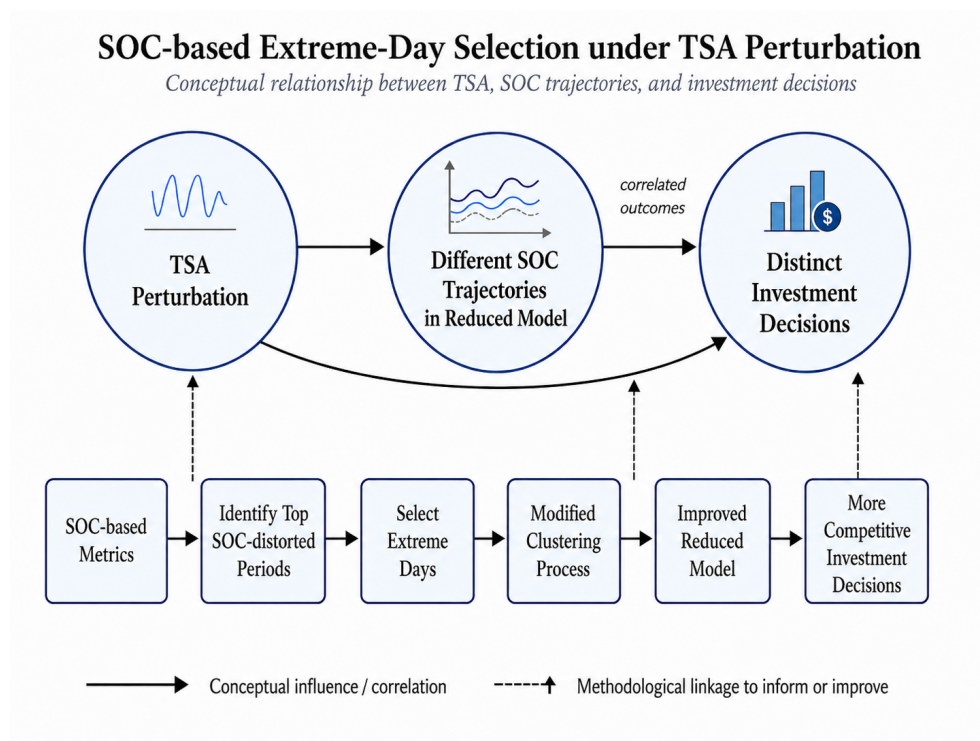 SOC-based Extreme-Day Selection under TSA Perturbation
Conceptual relationship between TSA, SOC trajectories, and investment decisions
TSA
Perturbation
Different SOC
Trajectories
in Reduced Model
correlated
outcomes
$
Distinct
Investment
Decisions
SOC-based
Metrics
Identify Top
SOC-distorted
Periods
Select
Extreme
Days
Modified
Clustering
Process
Improved
Reduced
Model
More
Competitive
Investment
Decisions
Conceptual influence / correlation
Methodological linkage to inform or improve